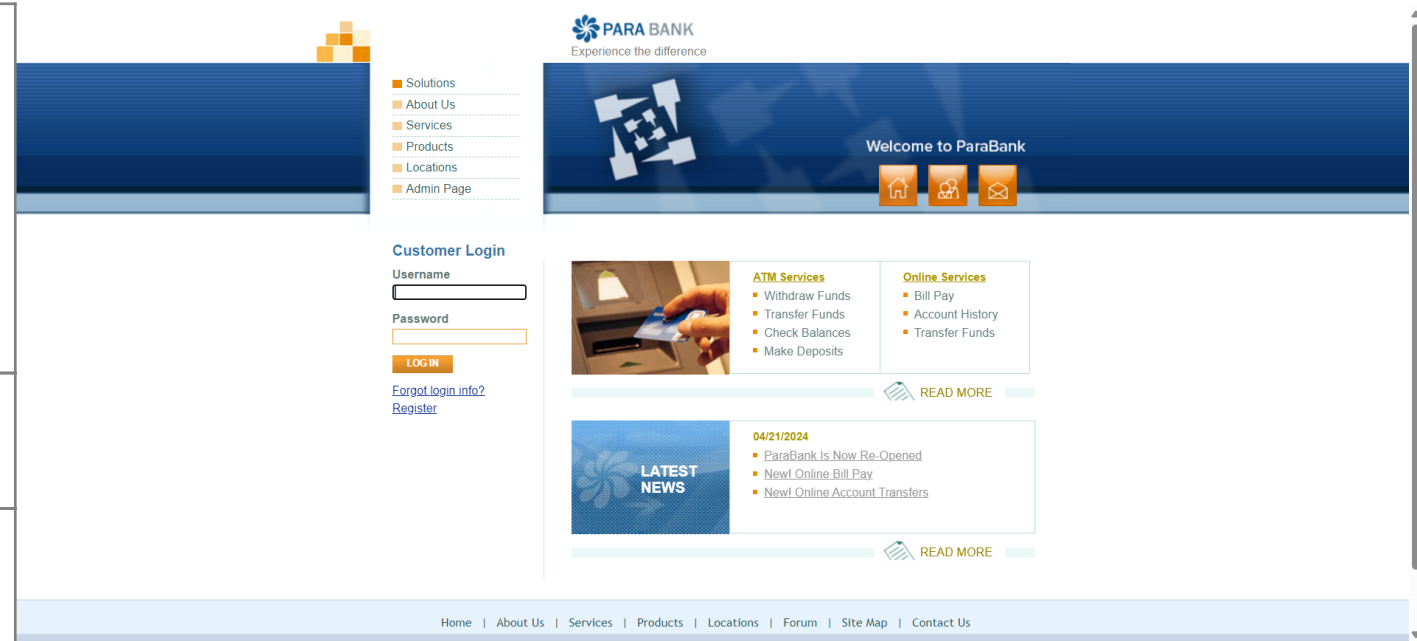 PARA BANK
Experience the difference
Solutions
About Us
Services
Products
Locations
Admin Page
Welcome to ParaBank
Customer Login
Username
Password
LOG IN
Forgot login info?
Register
ATM Services
Withdraw Funds
Transfer Funds
Check Balances
Make Deposits
Online Services
Bill Pay
Account History
Transfer Funds
READ MORE
LATEST
NEWS
04/21/2024
ParaBank Is Now Re-Opened
New! Online Bill Pay
New! Online Account Transfers
READ MORE
Home | About Us | Services | Products | Locations | Forum | Site Map | Contact Us